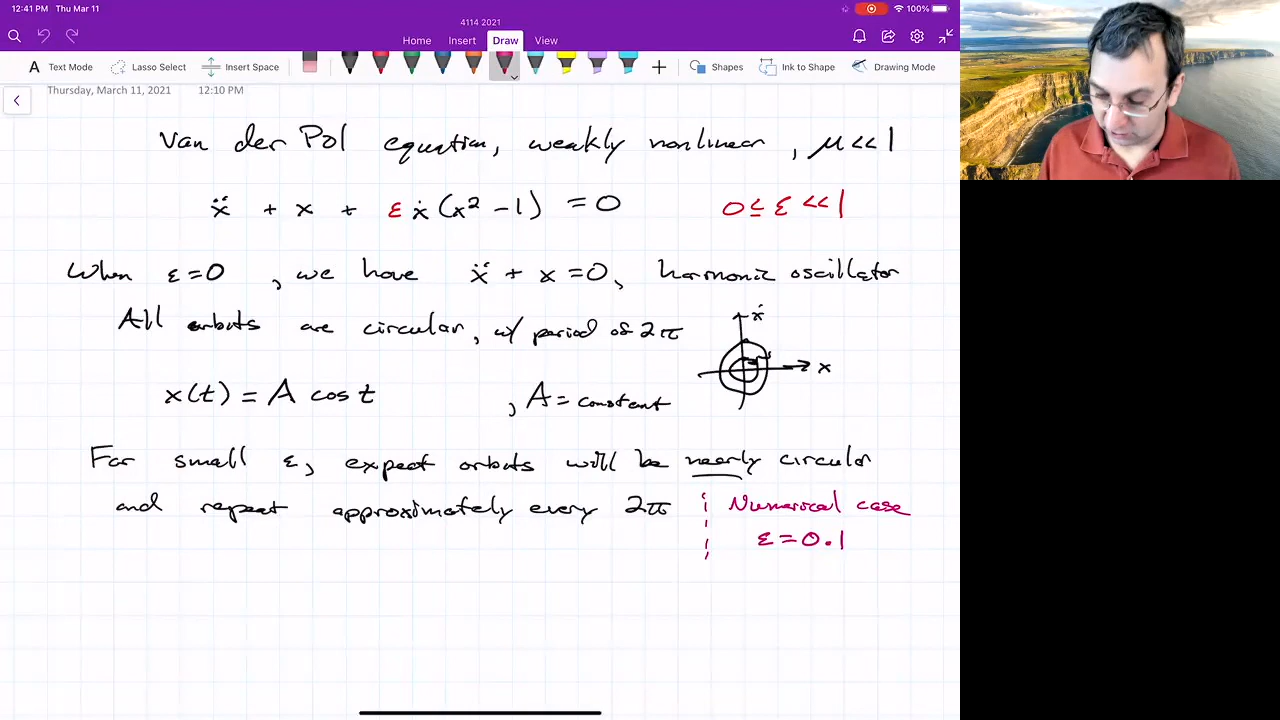 12:41 PM Thu Mar 11
100%
4114 2021
Home Insert Draw View
Text Mode Lasso Select Insert Space Shapes Ink to Shape Drawing Mode
Thursday, March 11, 2021 12:10 PM
Van der Pol equation, weakly nonlinear, μ<<1
ẍ + x + ε ẋ (x² - 1) = 0 0 ≤ ε << 1
When ε=0, we have ẍ + x = 0, harmonic oscillator
All orbits are circular, w/ period of 2π
ẋ
x
x(t) = A cos t , A = constant
For small ε, expect orbits will be nearly circular
and repeat approximately every 2π
Numerical case
ε = 0.1